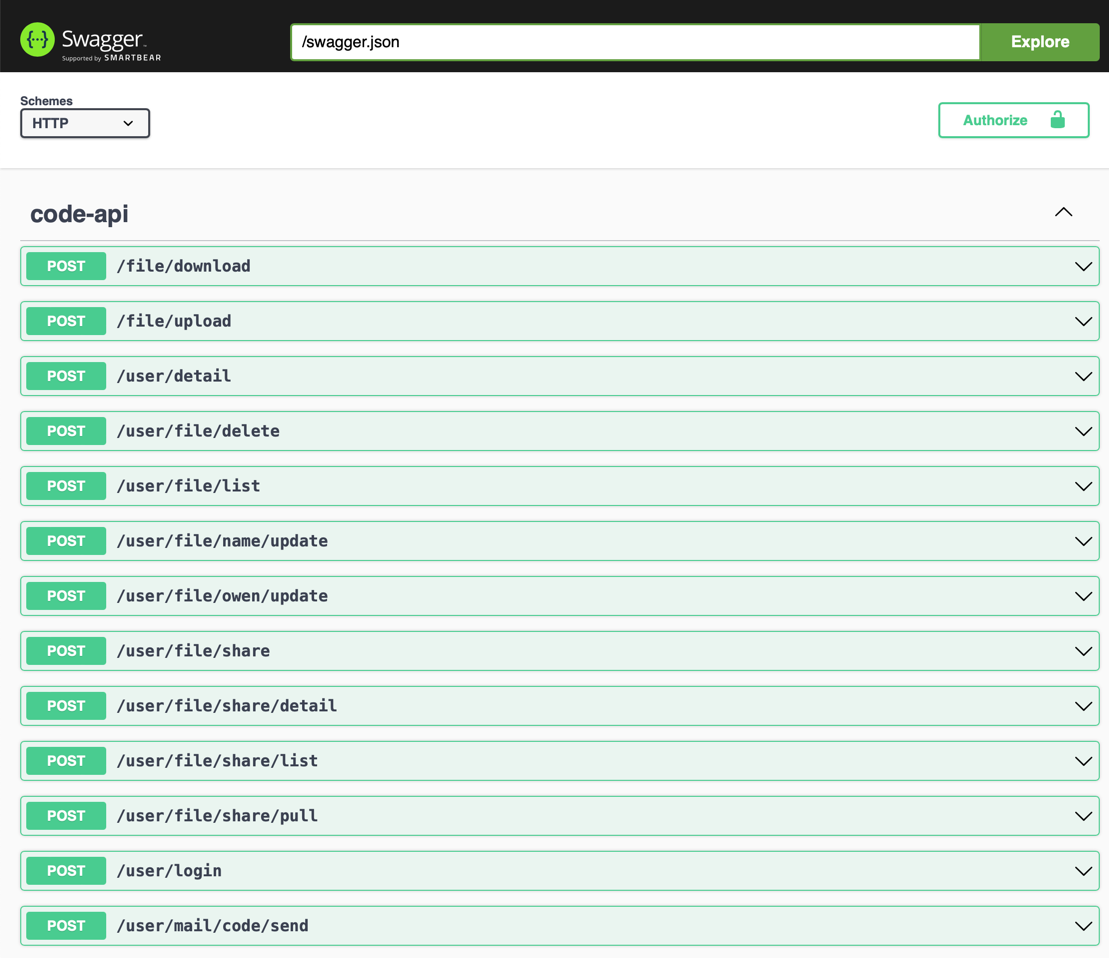 Swagger
Supported by SMARTBEAR
/swagger.json
Explore
Schemes
HTTP
Authorize
code-api
POST /file/download
POST /file/upload
POST /user/detail
POST /user/file/delete
POST /user/file/list
POST /user/file/name/update
POST /user/file/owen/update
POST /user/file/share
POST /user/file/share/detail
POST /user/file/share/list
POST /user/file/share/pull
POST /user/login
POST /user/mail/code/send